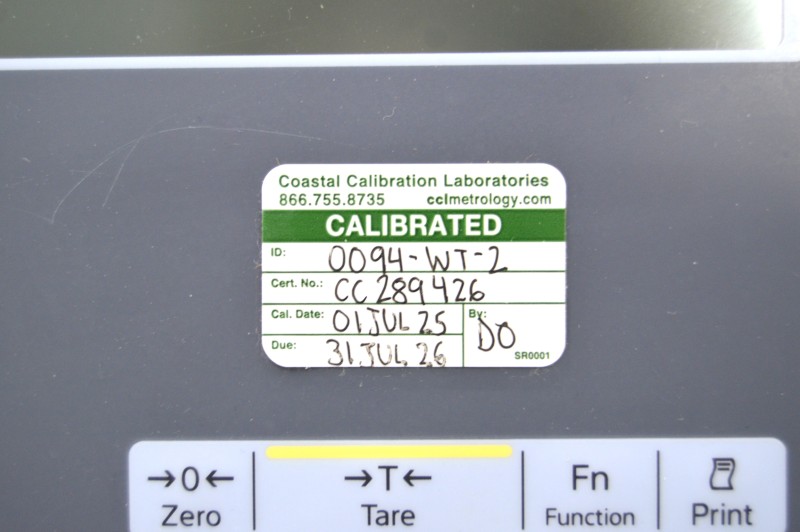 Coastal Calibration Laboratories
866.755.8735 cclmetrology.com
CALIBRATED
ID: 0094-WT-2
Cert. No.: CC289426
Cal. Date: 01JUL25
By: DO
Due: 31JUL26
SR0001
→0← →T← Fn
Zero Tare Function Print